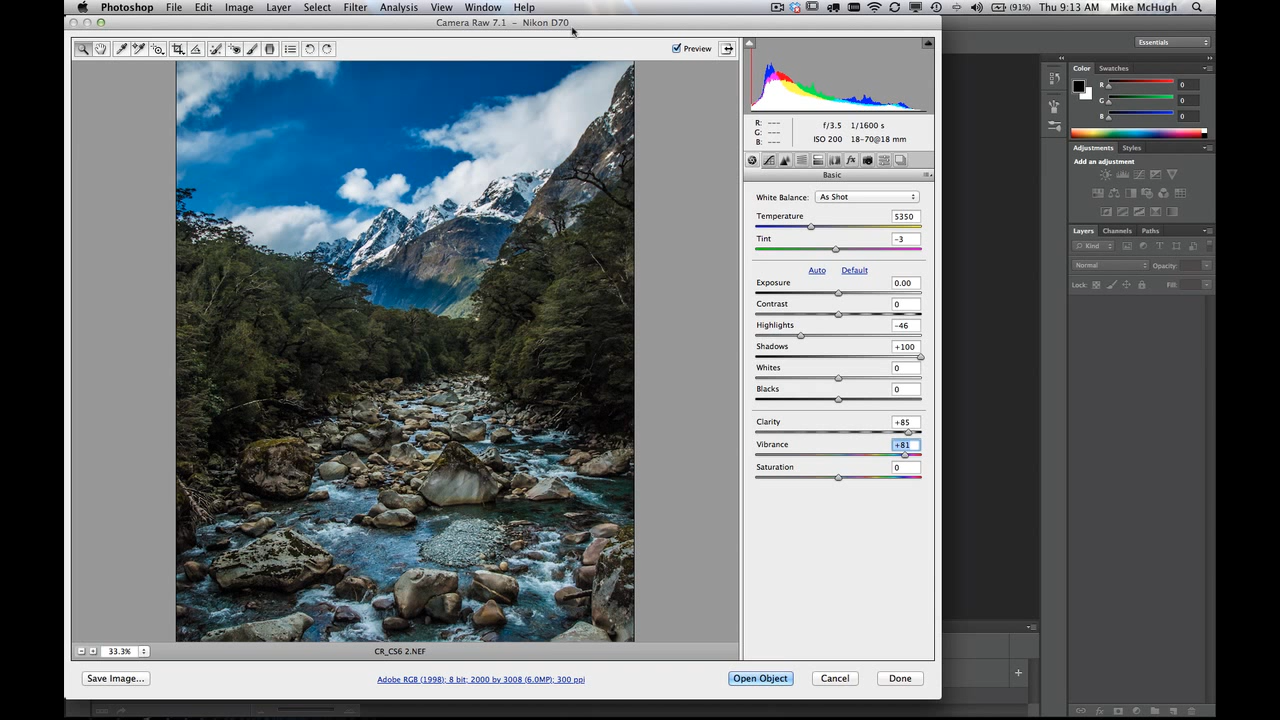 Photoshop File Edit Image Layer Select Filter Analysis View Window Help (91%) Thu 9:13 AM Mike McHugh
Camera Raw 7.1 – Nikon D70
Preview
Essentials
Color Swatches
R 0
G 0
B 0
R: ---
G: ---
B: ---
f/3.5 1/1600 s
ISO 200 18-70@18 mm
Basic
White Balance: As Shot
Temperature 5350
Tint -3
Auto Default
Exposure 0.00
Contrast 0
Highlights -46
Shadows +100
Whites 0
Blacks 0
Clarity +85
Vibrance +81
Saturation 0
Adjustments Styles
Add an adjustment
Layers Channels Paths
Kind
Normal Opacity:
Lock: Fill:
33.3% CR_CS6 2.NEF
Save Image... Adobe RGB (1998); 8 bit; 2000 by 3008 (6.0MP); 300 ppi Open Object Cancel Done